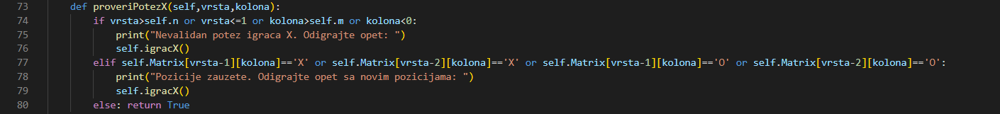 73 def proveriPotezX(self,vrsta,kolona):
74 if vrsta>self.n or vrsta<=1 or kolona>self.m or kolona<0:
75 print("Nevalidan potez igraca X. Odigrajte opet: ")
76 self.igracX()
77 elif self.Matrix[vrsta-1][kolona]=='X' or self.Matrix[vrsta-2][kolona]=='X' or self.Matrix[vrsta-1][kolona]=='O' or self.Matrix[vrsta-2][kolona]=='O':
78 print("Pozicije zauzete. Odigrajte opet sa novim pozicijama: ")
79 self.igracX()
80 else: return True